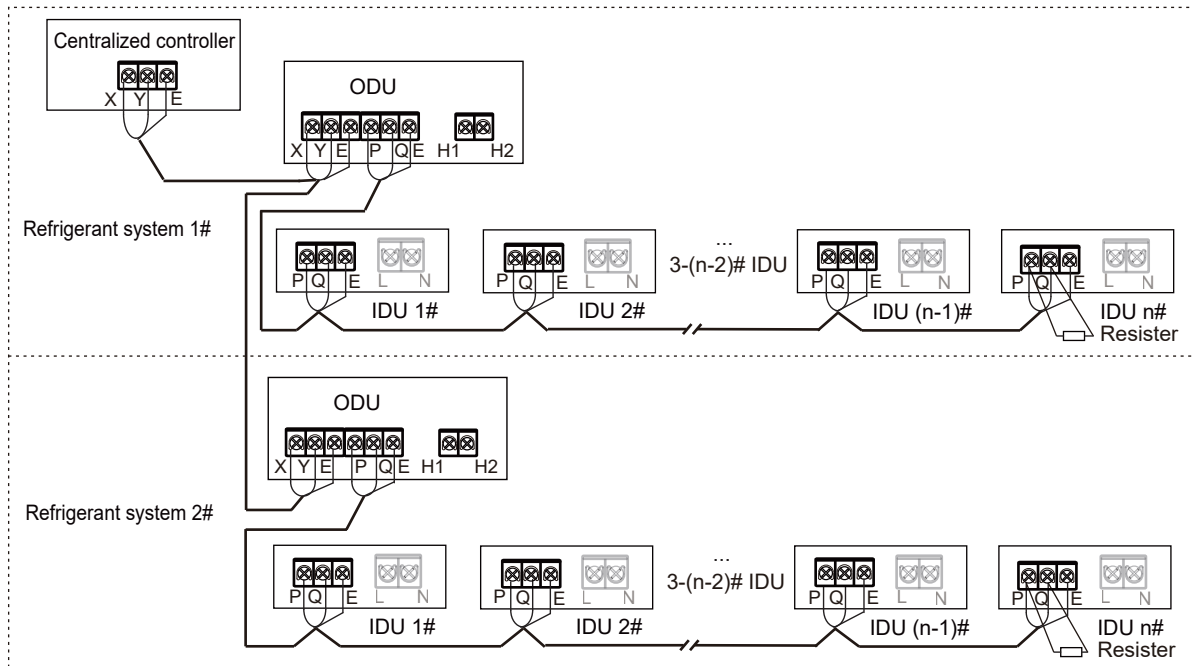 Centralized controller
X Y E
ODU
X Y E P Q E H1 H2
Refrigerant system 1#
...
3-(n-2)# IDU
P Q E L N
P Q E L N
P Q E L N
P Q E L N
IDU 1#
IDU 2#
IDU (n-1)#
IDU n#
Resister
ODU
X Y E P Q E H1 H2
Refrigerant system 2#
...
3-(n-2)# IDU
P Q E L N
P Q E L N
P Q E L N
P Q E L N
IDU 1#
IDU 2#
IDU (n-1)#
IDU n#
Resister